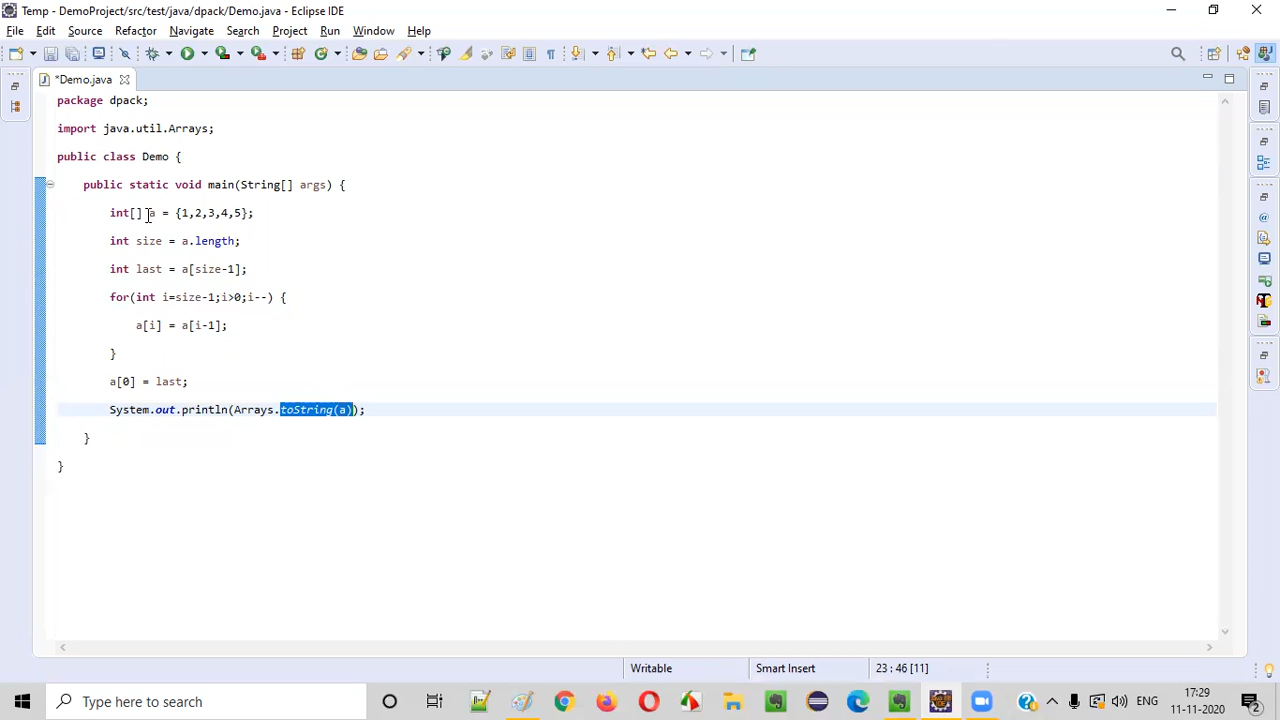 Temp - DemoProject/src/test/java/dpack/Demo.java - Eclipse IDE
File Edit Source Refactor Navigate Search Project Run Window Help
*Demo.java
package dpack;
import java.util.Arrays;
public class Demo {
public static void main(String[] args) {
int[] a = {1,2,3,4,5};
int size = a.length;
int last = a[size-1];
for(int i=size-1;i>0;i--) {
a[i] = a[i-1];
}
a[0] = last;
System.out.println(Arrays.toString(a));
}
}
Writable Smart Insert 23 : 46 [11]
Type here to search
ENG
17:29
11-11-2020
2